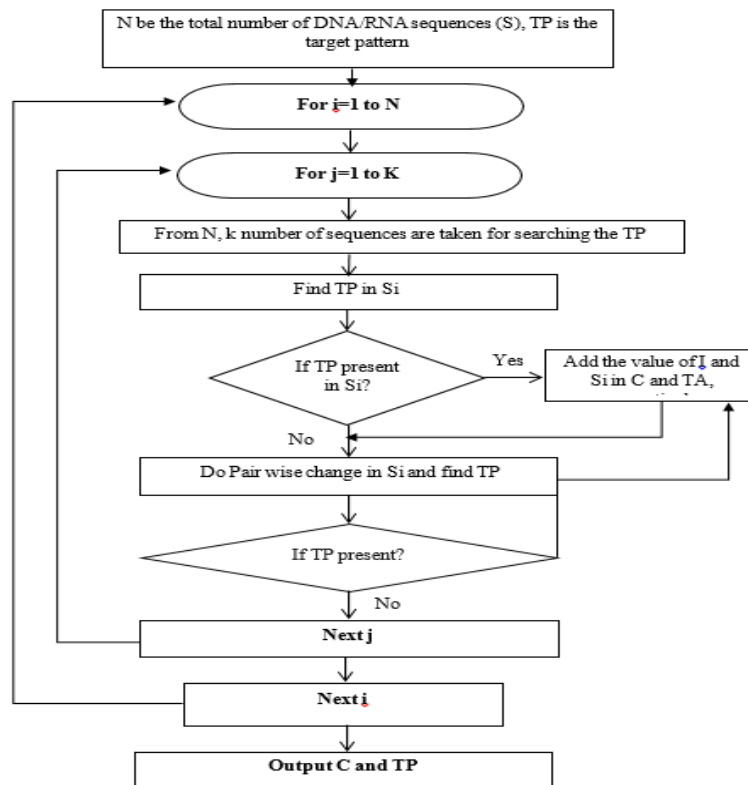 N be the total number of DNA/RNA sequences (S), TP is the
target pattern
For i=1 to N
For j=1 to K
From N, k number of sequences are taken for searching the TP
Find TP in Si
If TP present
in Si?
Yes
Add the value of I and
Si in C and TA,
No
Do Pair wise change in Si and find TP
If TP present?
No
Next j
Next i
Output C and TP